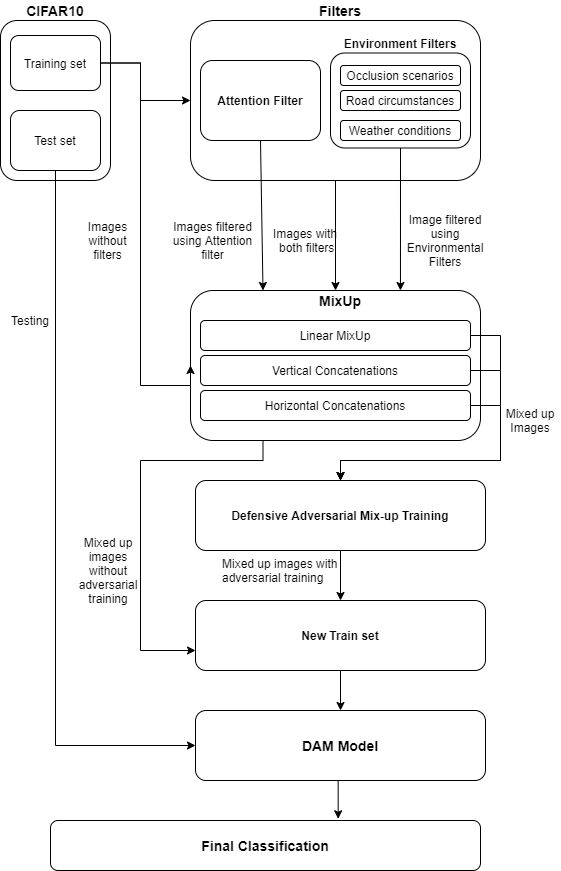 CIFAR10
Training set
Test set
Filters
Attention Filter
Environment Filters
Occlusion scenarios
Road circumstances
Weather conditions
Images
without
filters
Images filtered
using Attention
filter
Images with
both filters
Image filtered
using
Environmental
Filters
Testing
MixUp
Linear MixUp
Vertical Concatenations
Horizontal Concatenations
Mixed up
Images
Defensive Adversarial Mix-up Training
Mixed up
images
without
adversarial
training
Mixed up images with
adversarial training
New Train set
DAM Model
Final Classification